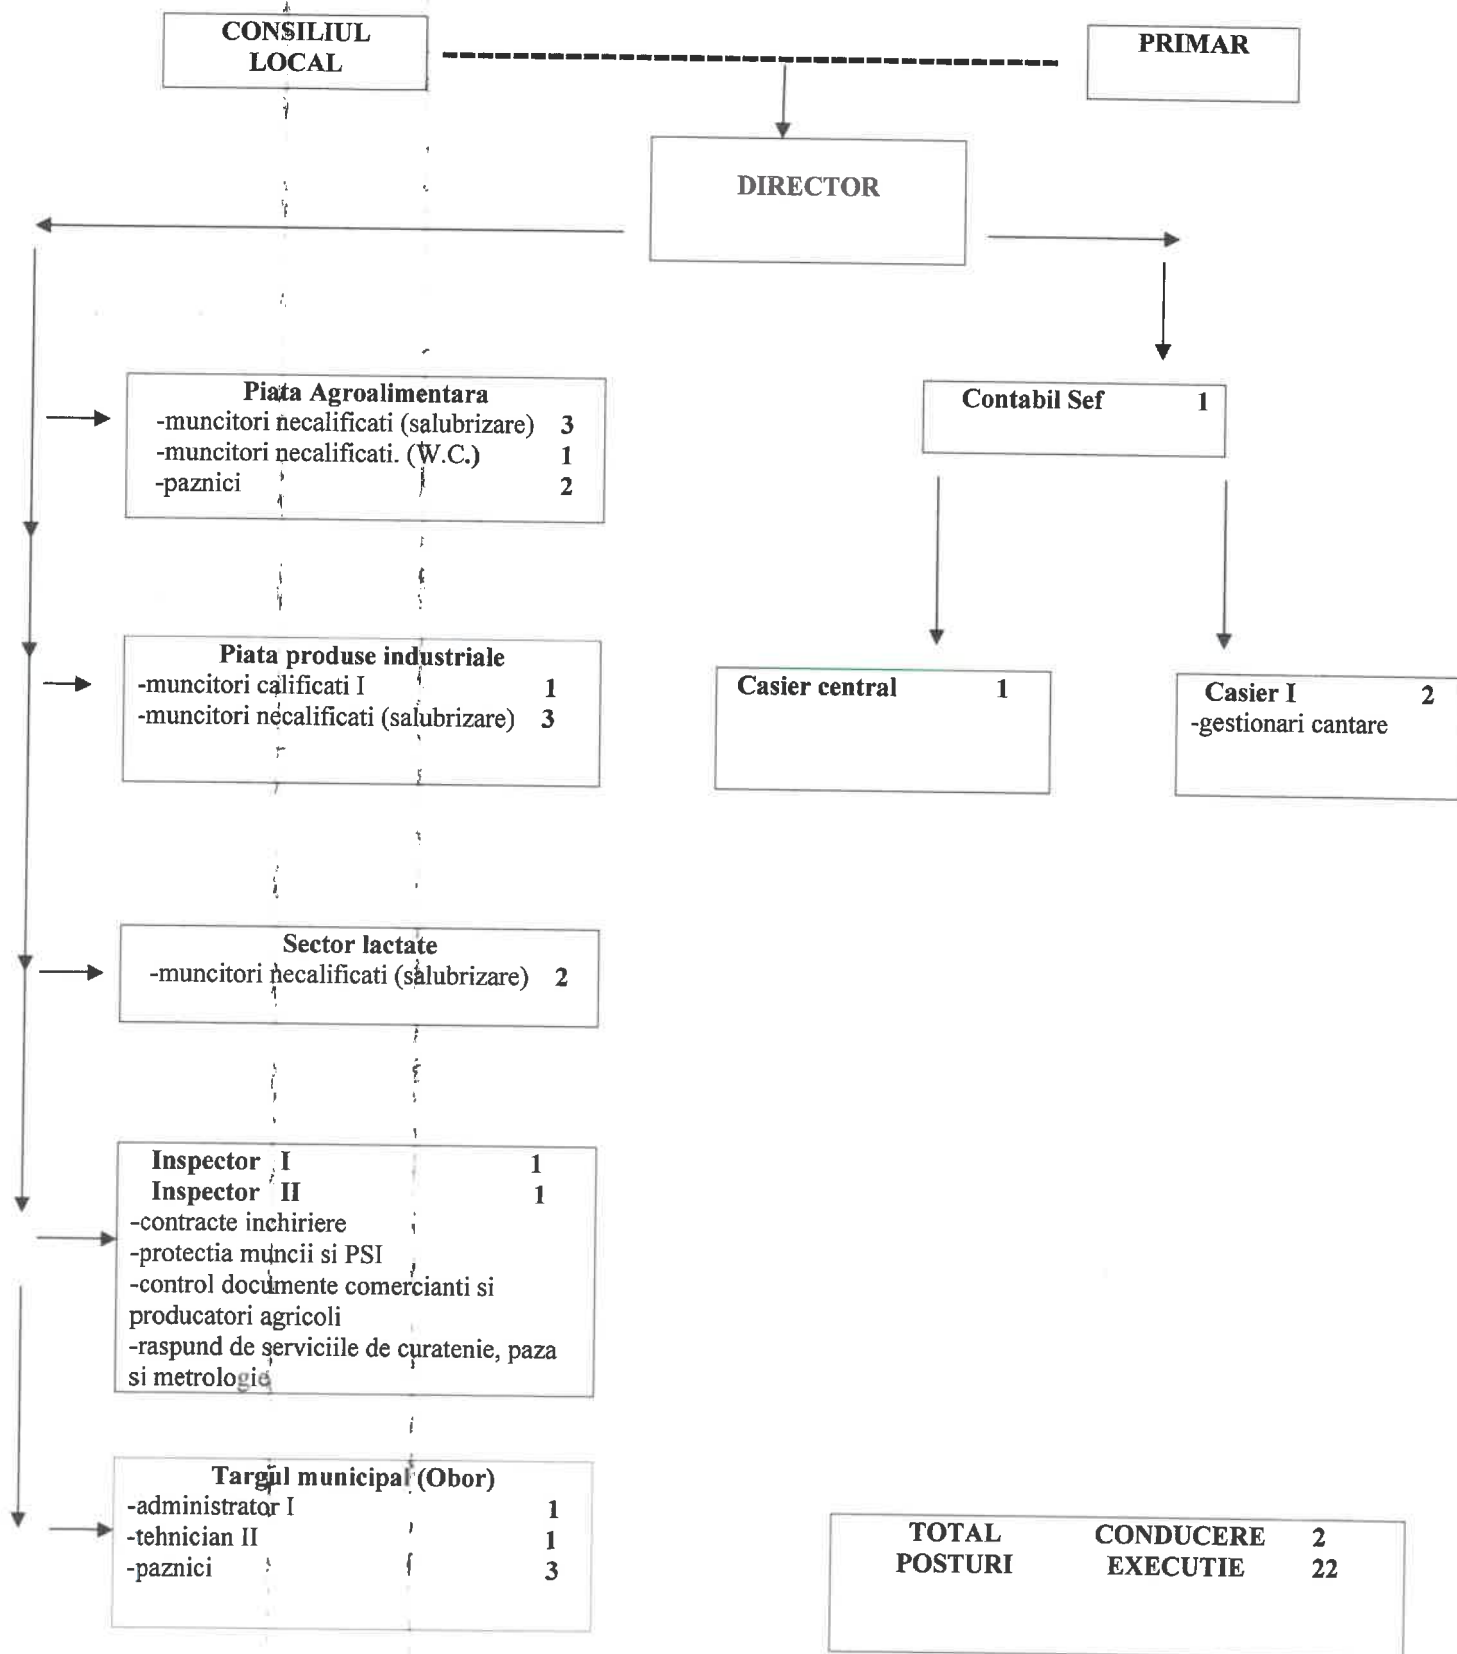 CONSILIUL
LOCAL
PRIMAR
DIRECTOR
Piata Agroalimentara
-muncitori necalificati (salubrizare) 3
-muncitori necalificati. (W.C.) 1
-paznici 2
Contabil Sef 1
Piata produse industriale
-muncitori calificati I 1
-muncitori necalificati (salubrizare) 3
Casier central 1
Casier I 2
-gestionari cantare
Sector lactate
-muncitori necalificati (salubrizare) 2
Inspector I 1
Inspector II 1
-contracte inchiriere
-protectia muncii si PSI
-control documente comercianti si
producatori agricoli
-raspund de serviciile de curatenie, paza
si metrologie
Targul municipal (Obor)
-administrator I 1
-tehnician II 1
-paznici 3
TOTAL CONDUCERE 2
POSTURI EXECUTIE 22